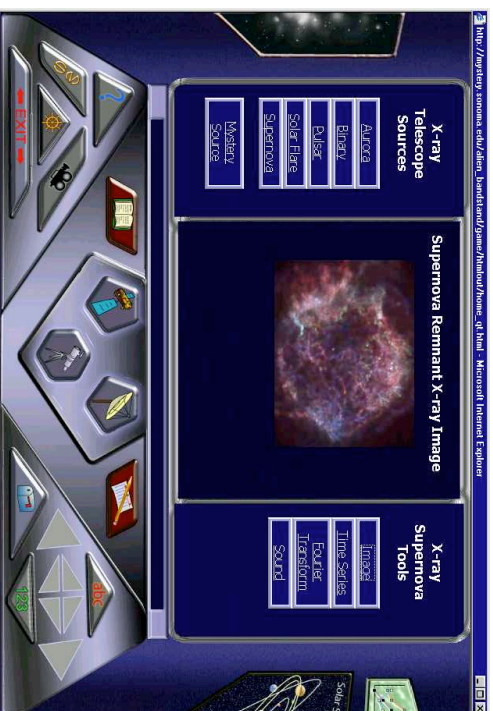 http://mystery.sonoma.edu/alien_bandstand/game/htmlout/home_qt.html - Microsoft Internet Explorer
X-ray
Telescope
Sources
Aurora
Binary
Pulsar
Solar Flare
Supernova
Mystery
Source
Supernova Remnant X-ray Image
X-ray
Supernova
Tools
Image
Time Series
Fourier
Transform
Sound
Solar S
?
EXIT
abc
123